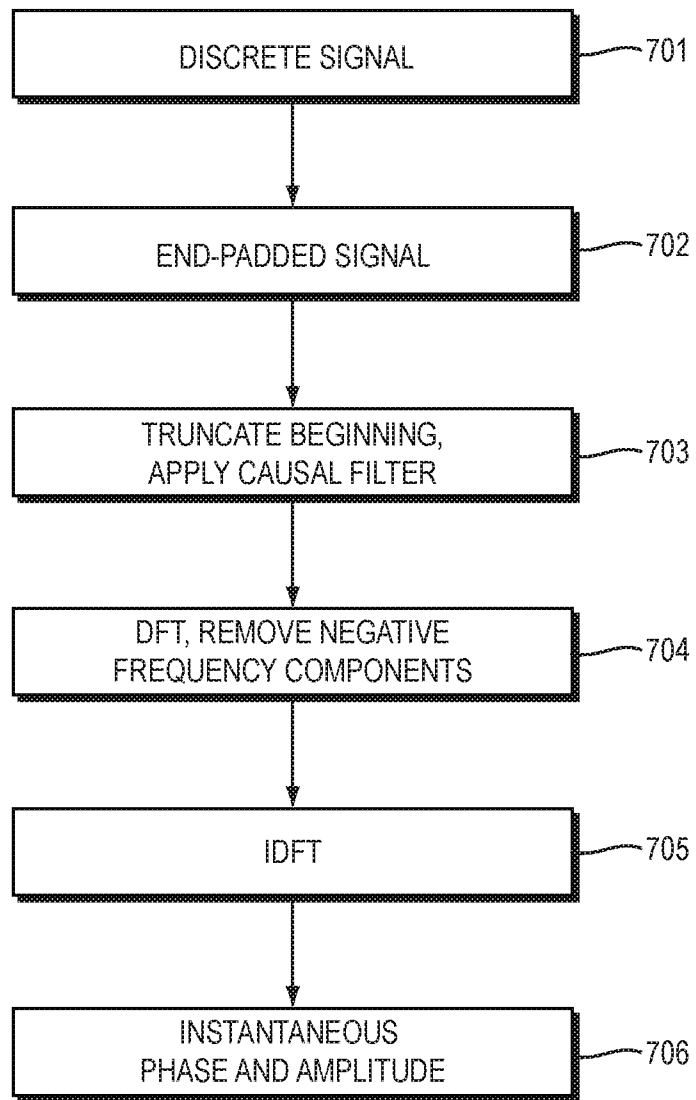 DISCRETE SIGNAL
701
END-PADDED SIGNAL
702
TRUNCATE BEGINNING,
APPLY CAUSAL FILTER
703
DFT, REMOVE NEGATIVE
FREQUENCY COMPONENTS
704
IDFT
705
INSTANTANEOUS
PHASE AND AMPLITUDE
706